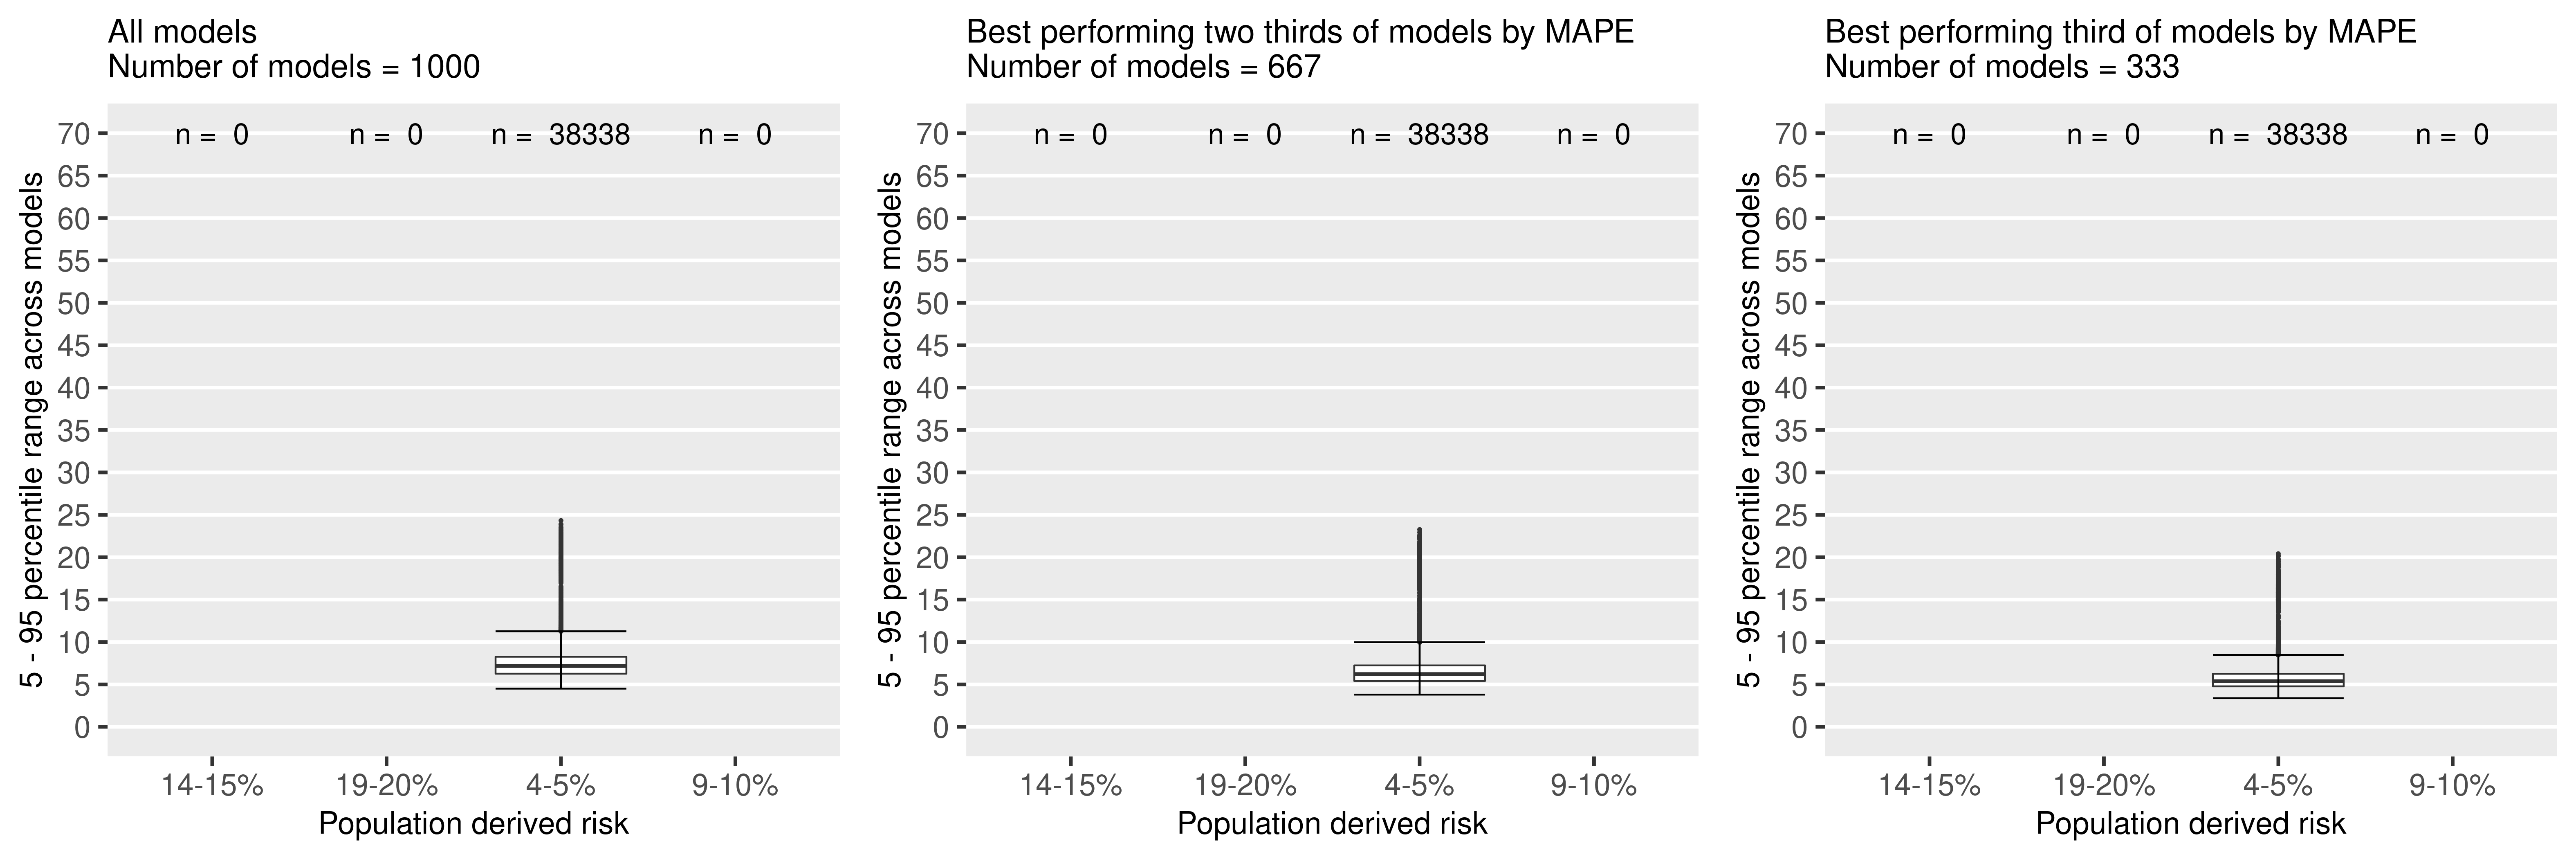 All models
Number of models = 1000
5 - 95 percentile range across models
70
65
60
55
50
45
40
35
30
25
20
15
10
5
0
n = 0 n = 0 n = 38338 n = 0
14-15% 19-20% 4-5% 9-10%
Population derived risk
Best performing two thirds of models by MAPE
Number of models = 667
5 - 95 percentile range across models
70
65
60
55
50
45
40
35
30
25
20
15
10
5
0
n = 0 n = 0 n = 38338 n = 0
14-15% 19-20% 4-5% 9-10%
Population derived risk
Best performing third of models by MAPE
Number of models = 333
5 - 95 percentile range across models
70
65
60
55
50
45
40
35
30
25
20
15
10
5
0
n = 0 n = 0 n = 38338 n = 0
14-15% 19-20% 4-5% 9-10%
Population derived risk